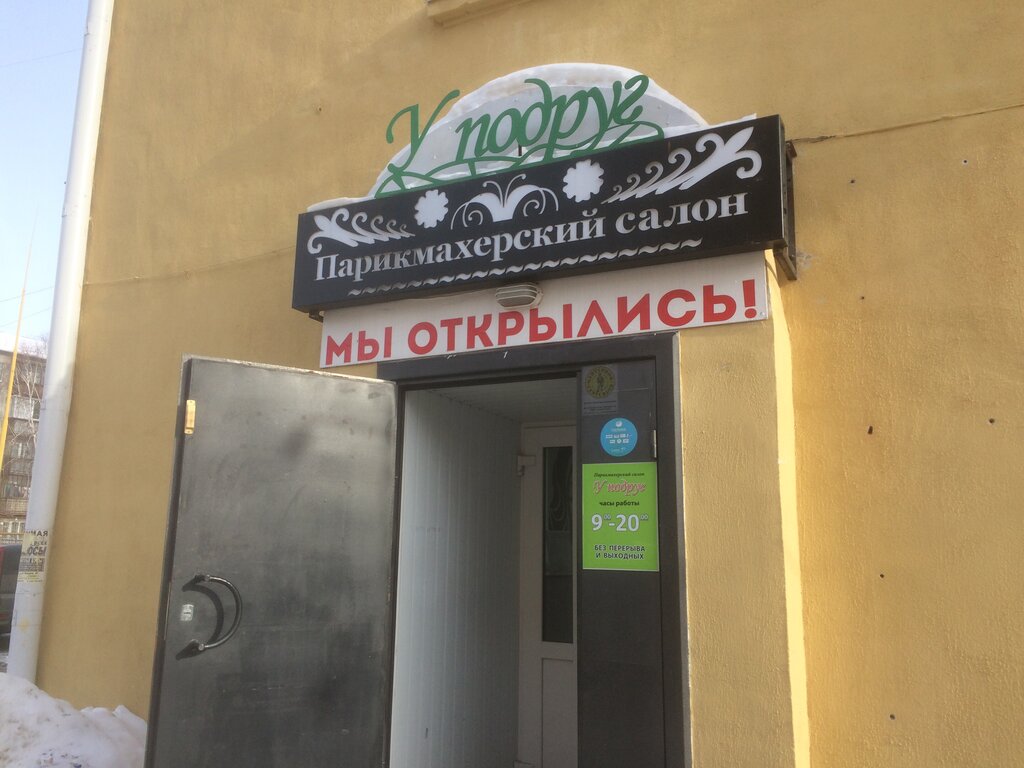 У подруг
Парикмахерский салон
МЫ ОТКРЫЛИСЬ!
Парикмахерский салон
У подруг
часы работы
9⁰⁰-20⁰⁰
БЕЗ ПЕРЕРЫВА
И ВЫХОДНЫХ